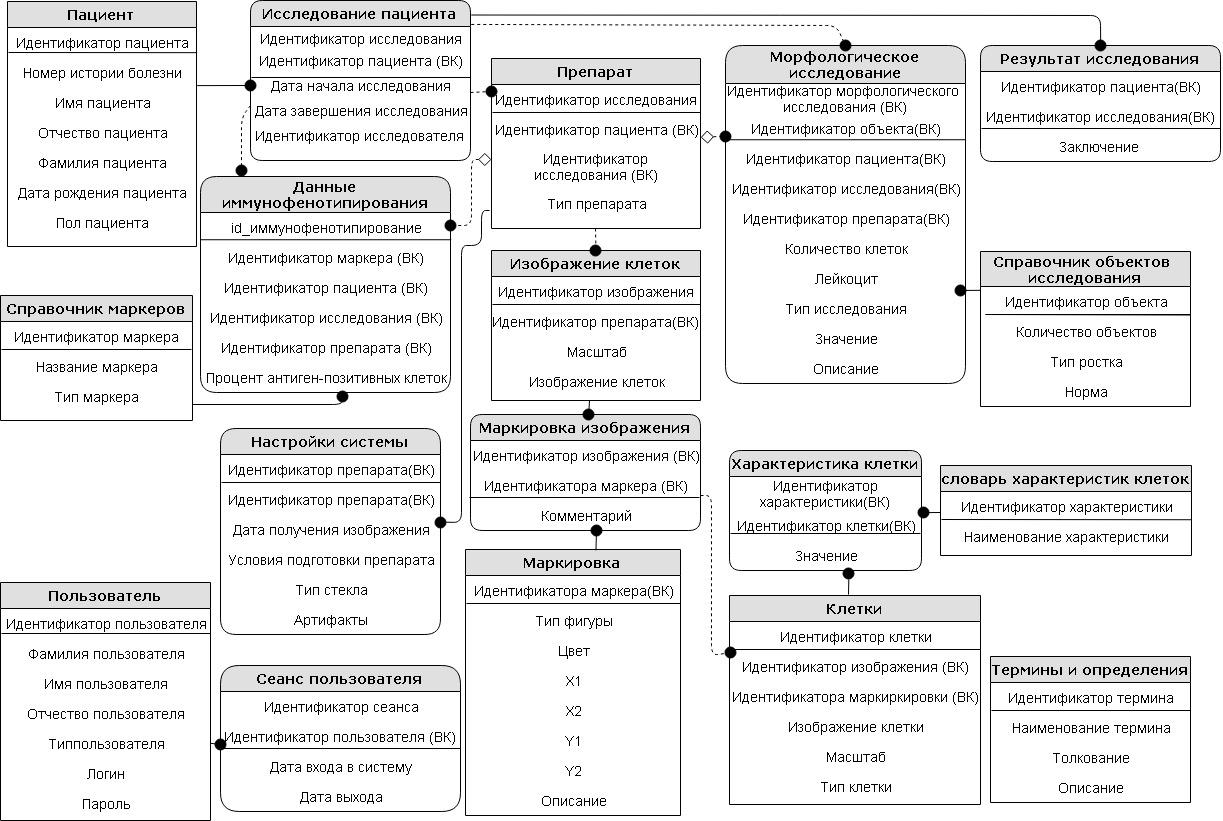 Пациент
Идентификатор пациента
Номер истории болезни
Имя пациента
Отчество пациента
Фамилия пациента
Дата рождения пациента
Пол пациента
Исследование пациента
Идентификатор исследования
Идентификатор пациента (ВК)
Дата начала исследования
Дата завершения исследования
Идентификатор исследователя
Препарат
Идентификатор исследования
Идентификатор пациента (ВК)
Идентификатор
исследования (ВК)
Тип препарата
Морфологическое
исследование
Идентификатор морфологического
исследования (ВК)
Идентификатор объекта(ВК)
Идентификатор пациента(ВК)
Идентификатор исследования(ВК)
Идентификатор препарата(ВК)
Количество клеток
Лейкоцит
Тип исследования
Значение
Описание
Результат исследования
Идентификатор пациента(ВК)
Идентификатор исследования(ВК)
Заключение
Данные
иммунофенотипирования
id_иммунофенотипирование
Идентификатор маркера (ВК)
Идентификатор пациента (ВК)
Идентификатор исследования (ВК)
Идентификатор препарата (ВК)
Процент антиген-позитивных клеток
Изображение клеток
Идентификатор изображения
Идентификатор препарата(ВК)
Масштаб
Изображение клеток
Справочник объектов
исследования
Идентификатор объекта
Количество объектов
Тип ростка
Норма
Справочник маркеров
Идентификатор маркера
Название маркера
Тип маркера
Настройки системы
Идентификатор препарата(ВК)
Идентификатор препарата(ВК)
Дата получения изображения
Условия подготовки препарата
Тип стекла
Артифакты
Маркировка изображения
Идентификатор изображения (ВК)
Идентификатора маркера (ВК)
Комментарий
Характеристика клетки
Идентификатор
характеристики(ВК)
Идентификатор клетки(ВК)
Значение
словарь характеристик клеток
Идентификатор характеристики
Наименование характеристики
Маркировка
Идентификатора маркера(ВК)
Тип фигуры
Цвет
X1
X2
Y1
Y2
Описание
Пользователь
Идентификатор пользователя
Фамилия пользователя
Имя пользователя
Отчество пользователя
Типпользователя
Логин
Пароль
Сеанс пользователя
Идентификатор сеанса
Идентификатор пользователя (ВК)
Дата входа в систему
Дата выхода
Клетки
Идентификатор клетки
Идентификатор изображения (ВК)
Идентификатора маркиркировки (ВК)
Изображение клетки
Масштаб
Тип клетки
Термины и определения
Идентификатор термина
Наименование термина
Толкование
Описание